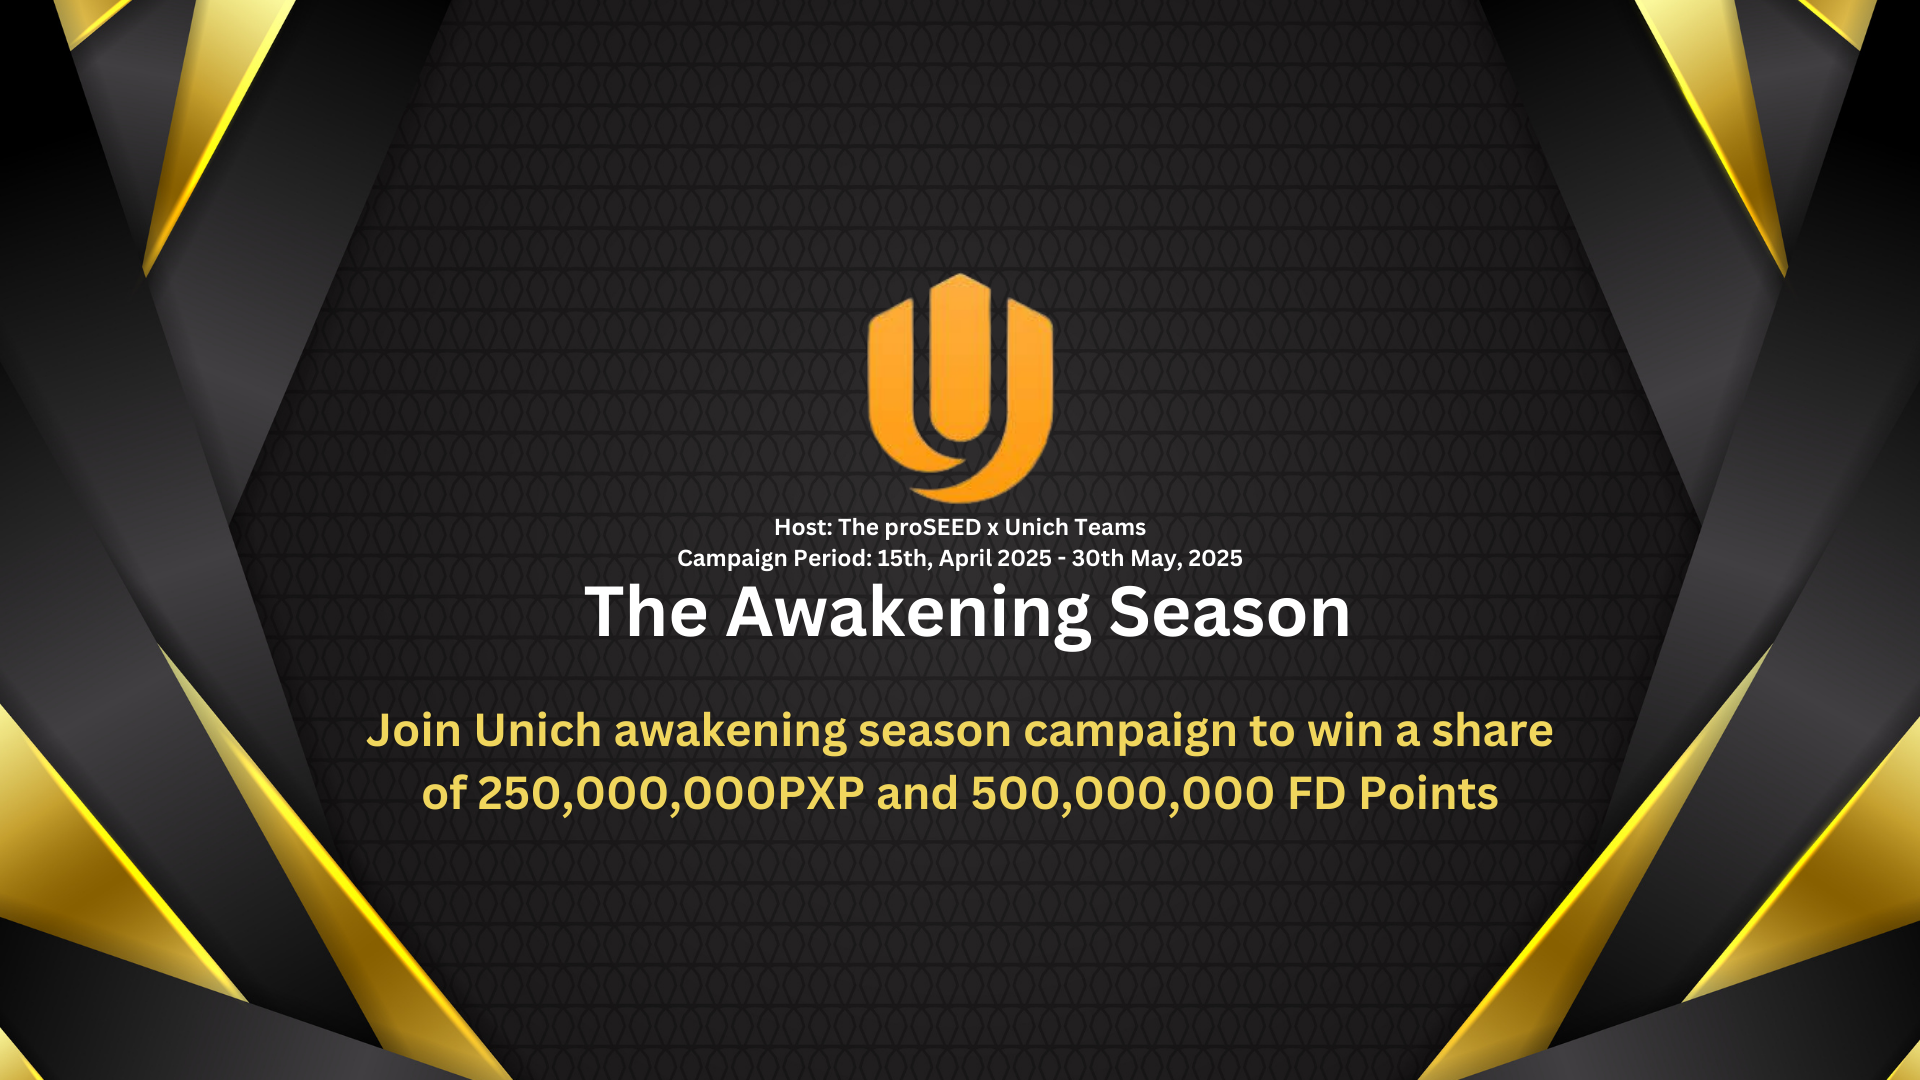 Host: The proSEED x Unich Teams
Campaign Period: 15th, April 2025 - 30th May, 2025
The Awakening Season
Join Unich awakening season campaign to win a share
of 250,000,000PXP and 500,000,000 FD Points